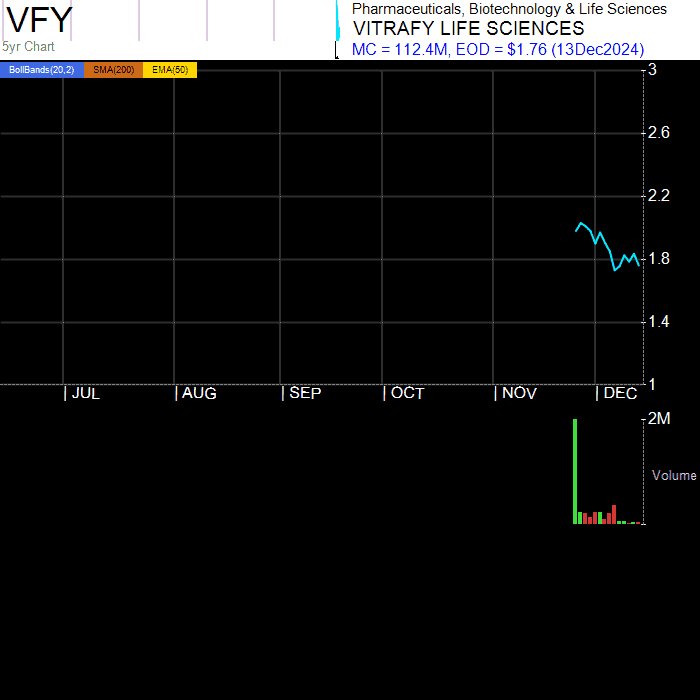 VFY
5yr Chart
Pharmaceuticals, Biotechnology & Life Sciences
VITRAFY LIFE SCIENCES
MC = 112.4M, EOD = $1.76 (13Dec2024)
BollBands(20,2) SMA(200) EMA(50)
3
2.6
2.2
1.8
1.4
1
| JUL | AUG | SEP | OCT | NOV | DEC
2M
Volume